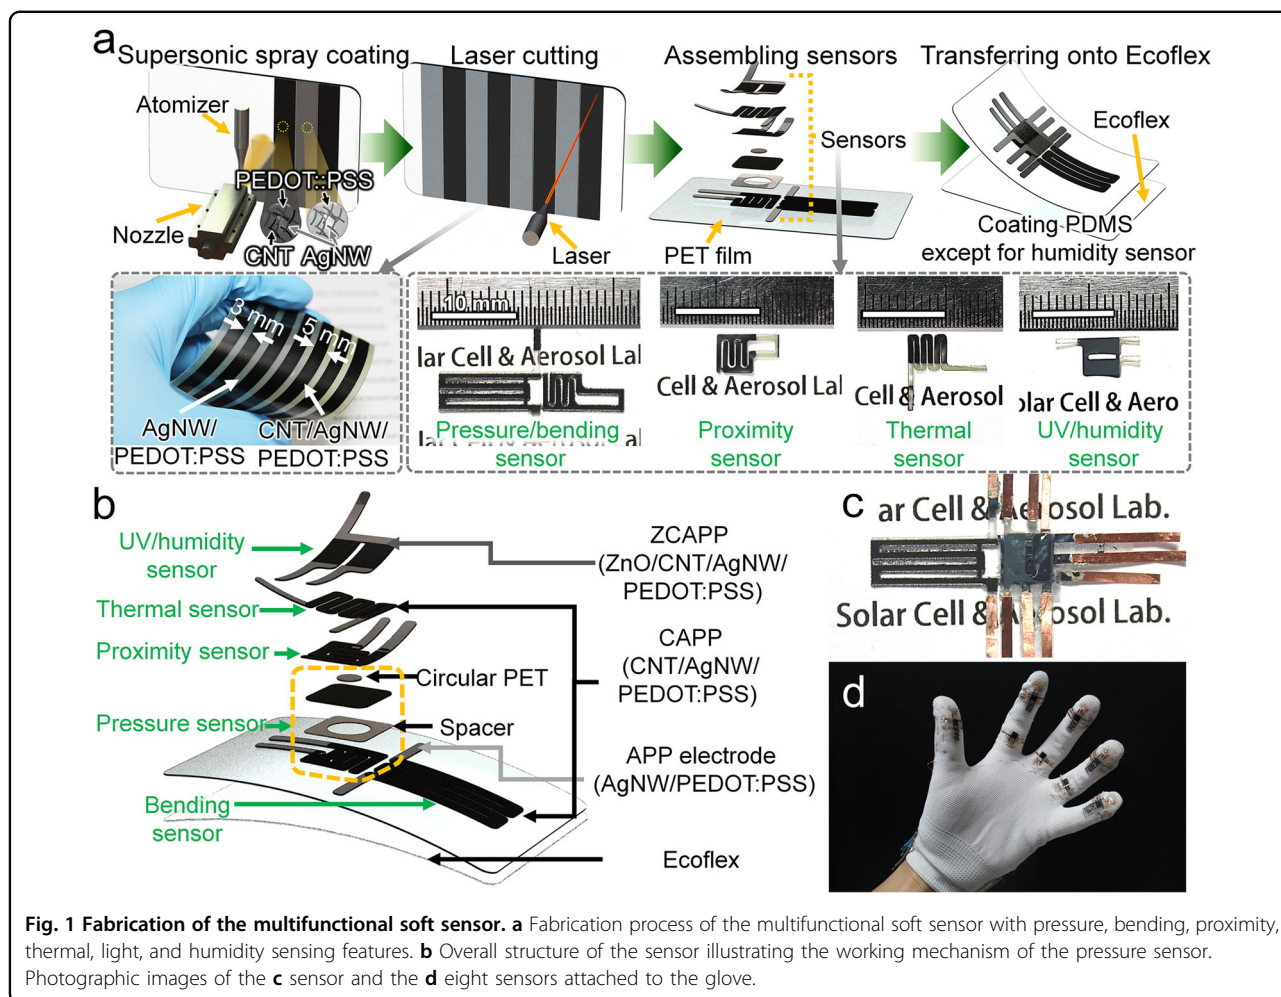 a
Supersonic spray coating
Laser cutting
Assembling sensors
Transferring onto Ecoflex
Atomizer
PEDOT:PSS
CNT AgNW
Nozzle
Laser
Sensors
PET film
Ecoflex
Coating PDMS
except for humidity sensor
3 mm
5 mm
AgNW/
PEDOT:PSS
CNT/AgNW/
PEDOT:PSS
10 mm
lar Cell & Aerosol Lal
Pressure/bending
sensor
Cell & Aerosol Lal
Proximity
sensor
Cell & Aerosol
Thermal
sensor
olar Cell & Aero
UV/humidity
sensor
b
UV/humidity
sensor
Thermal sensor
Proximity sensor
Pressure sensor
Bending
sensor
Circular PET
Spacer
ZCAPP
(ZnO/CNT/AgNW/
PEDOT:PSS)
CAPP
(CNT/AgNW/
PEDOT:PSS)
APP electrode
(AgNW/PEDOT:PSS)
Ecoflex
c
ar Cell & Aerosol Lab.
Solar Cell & Aerosol Lab.
d
Fig. 1 Fabrication of the multifunctional soft sensor. a Fabrication process of the multifunctional soft sensor with pressure, bending, proximity,
thermal, light, and humidity sensing features. b Overall structure of the sensor illustrating the working mechanism of the pressure sensor.
Photographic images of the c sensor and the d eight sensors attached to the glove.